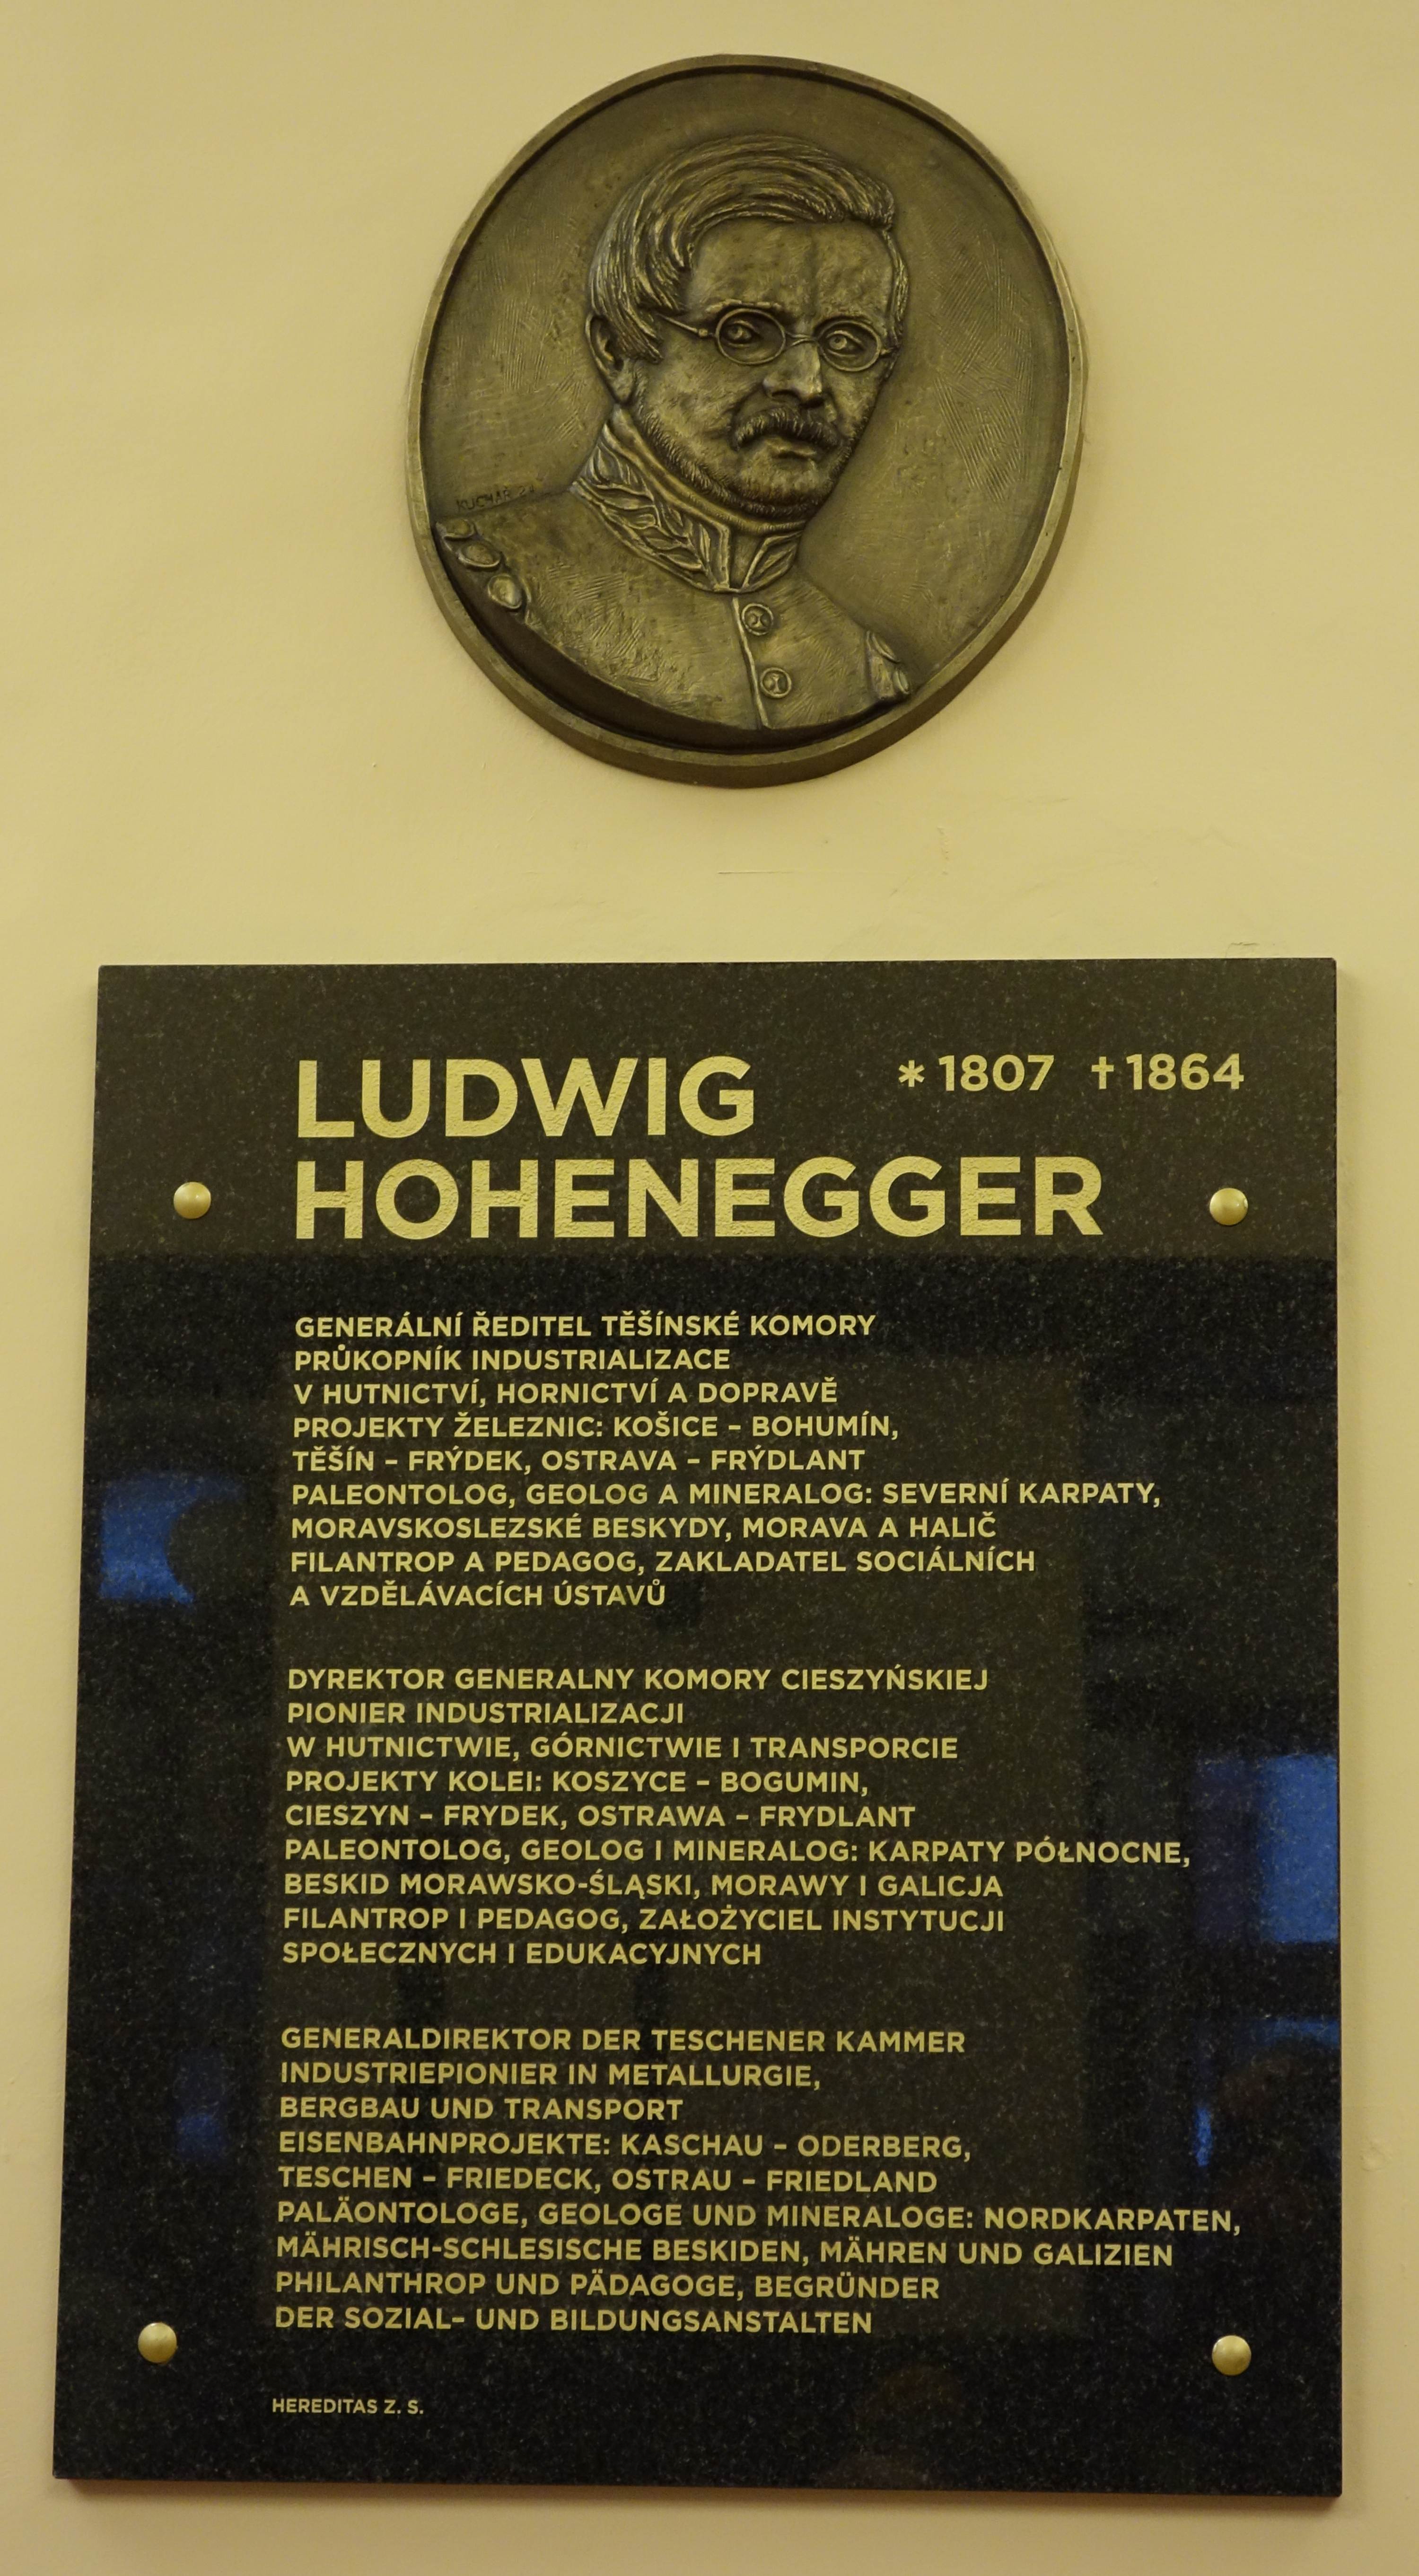 KUCHAŘ
LUDWIG
HOHENEGGER
* 1807 † 1864
GENERÁLNÍ ŘEDITEL TĚŠÍNSKÉ KOMORY
PRŮKOPNÍK INDUSTRIALIZACE
V HUTNICTVÍ, HORNICTVÍ A DOPRAVĚ
PROJEKTY ŽELEZNIC: KOŠICE – BOHUMÍN,
TĚŠÍN – FRÝDEK, OSTRAVA – FRÝDLANT
PALEONTOLOG, GEOLOG A MINERALOG: SEVERNÍ KARPATY,
MORAVSKOSLEZSKÉ BESKYDY, MORAVA A HALIČ
FILANTROP A PEDAGOG, ZAKLADATEL SOCIÁLNÍCH
A VZDĚLÁVACÍCH ÚSTAVŮ
DYREKTOR GENERALNY KOMORY CIESZYŃSKIEJ
PIONIER INDUSTRIALIZACJI
W HUTNICTWIE, GÓRNICTWIE I TRANSPORCIE
PROJEKTY KOLEI: KOSZYCE – BOGUMIN,
CIESZYN – FRYDEK, OSTRAWA – FRYDLANT
PALEONTOLOG, GEOLOG I MINERALOG: KARPATY PÓŁNOCNE,
BESKID MORAWSKO-ŚLĄSKI, MORAWY I GALICJA
FILANTROP I PEDAGOG, ZAŁOŻYCIEL INSTYTUCJI
SPOŁECZNYCH I EDUKACYJNYCH
GENERALDIREKTOR DER TESCHENER KAMMER
INDUSTRIEPIONIER IN METALLURGIE,
BERGBAU UND TRANSPORT
EISENBAHNPROJEKTE: KASCHAU – ODERBERG,
TESCHEN – FRIEDECK, OSTRAU – FRIEDLAND
PALÄONTOLOGE, GEOLOGE UND MINERALOGE: NORDKARPATEN,
MÄHRISCH-SCHLESISCHE BESKIDEN, MÄHREN UND GALIZIEN
PHILANTHROP UND PÄDAGOGE, BEGRÜNDER
DER SOZIAL- UND BILDUNGSANSTALTEN
HEREDITAS Z. S.